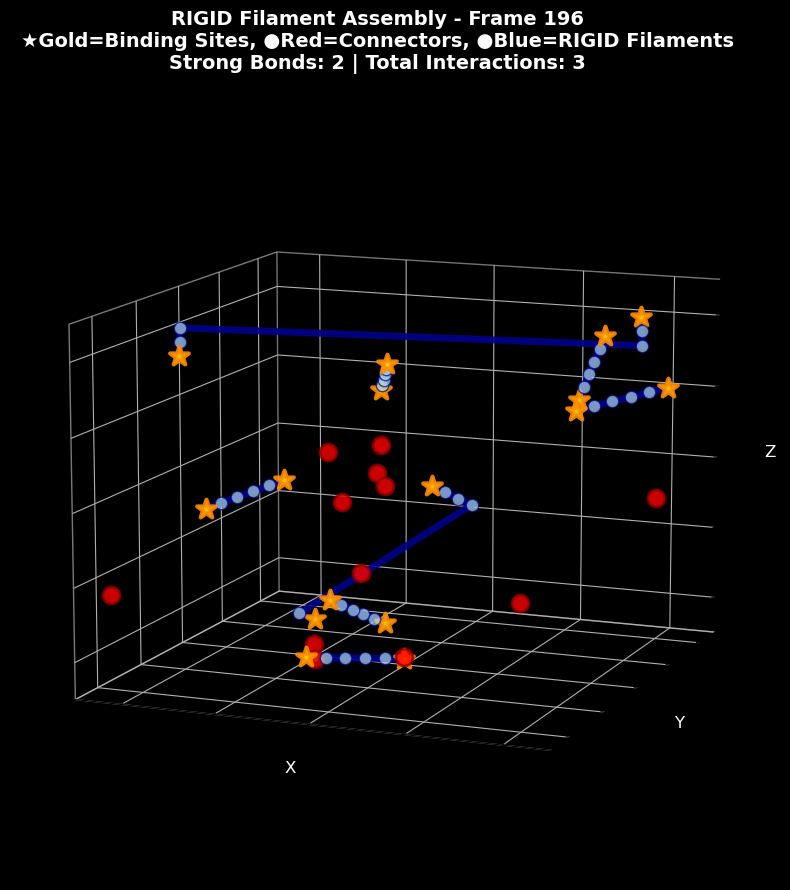 RIGID Filament Assembly - Frame 196
★Gold=Binding Sites, ●Red=Connectors, ●Blue=RIGID Filaments
Strong Bonds: 2 | Total Interactions: 3
Z
Y
X